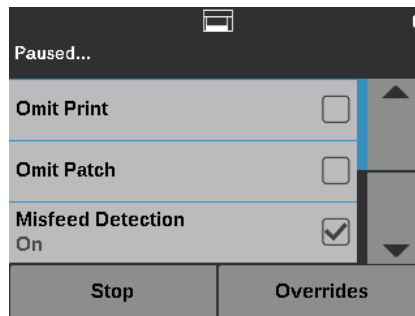 Paused...
Omit Print
Omit Patch
Misfeed Detection
On
Stop
Overrides